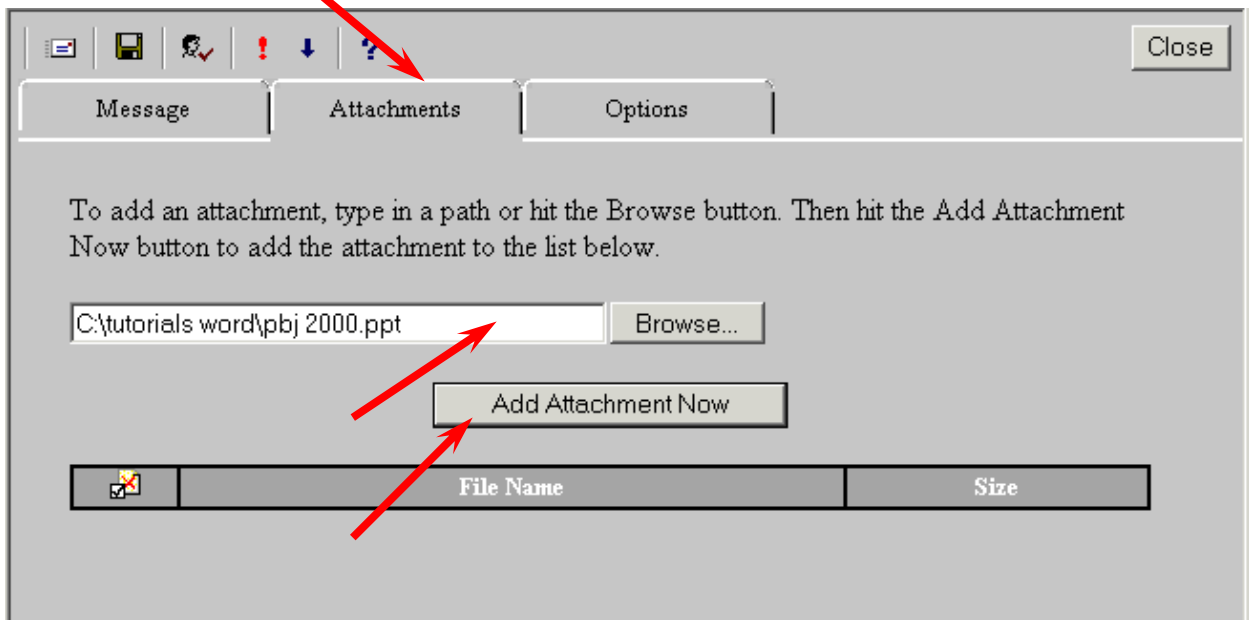 Close
Message Attachments Options
To add an attachment, type in a path or hit the Browse button. Then hit the Add Attachment
Now button to add the attachment to the list below.
C:\tutorials word\pbj 2000.ppt Browse...
Add Attachment Now
File Name Size